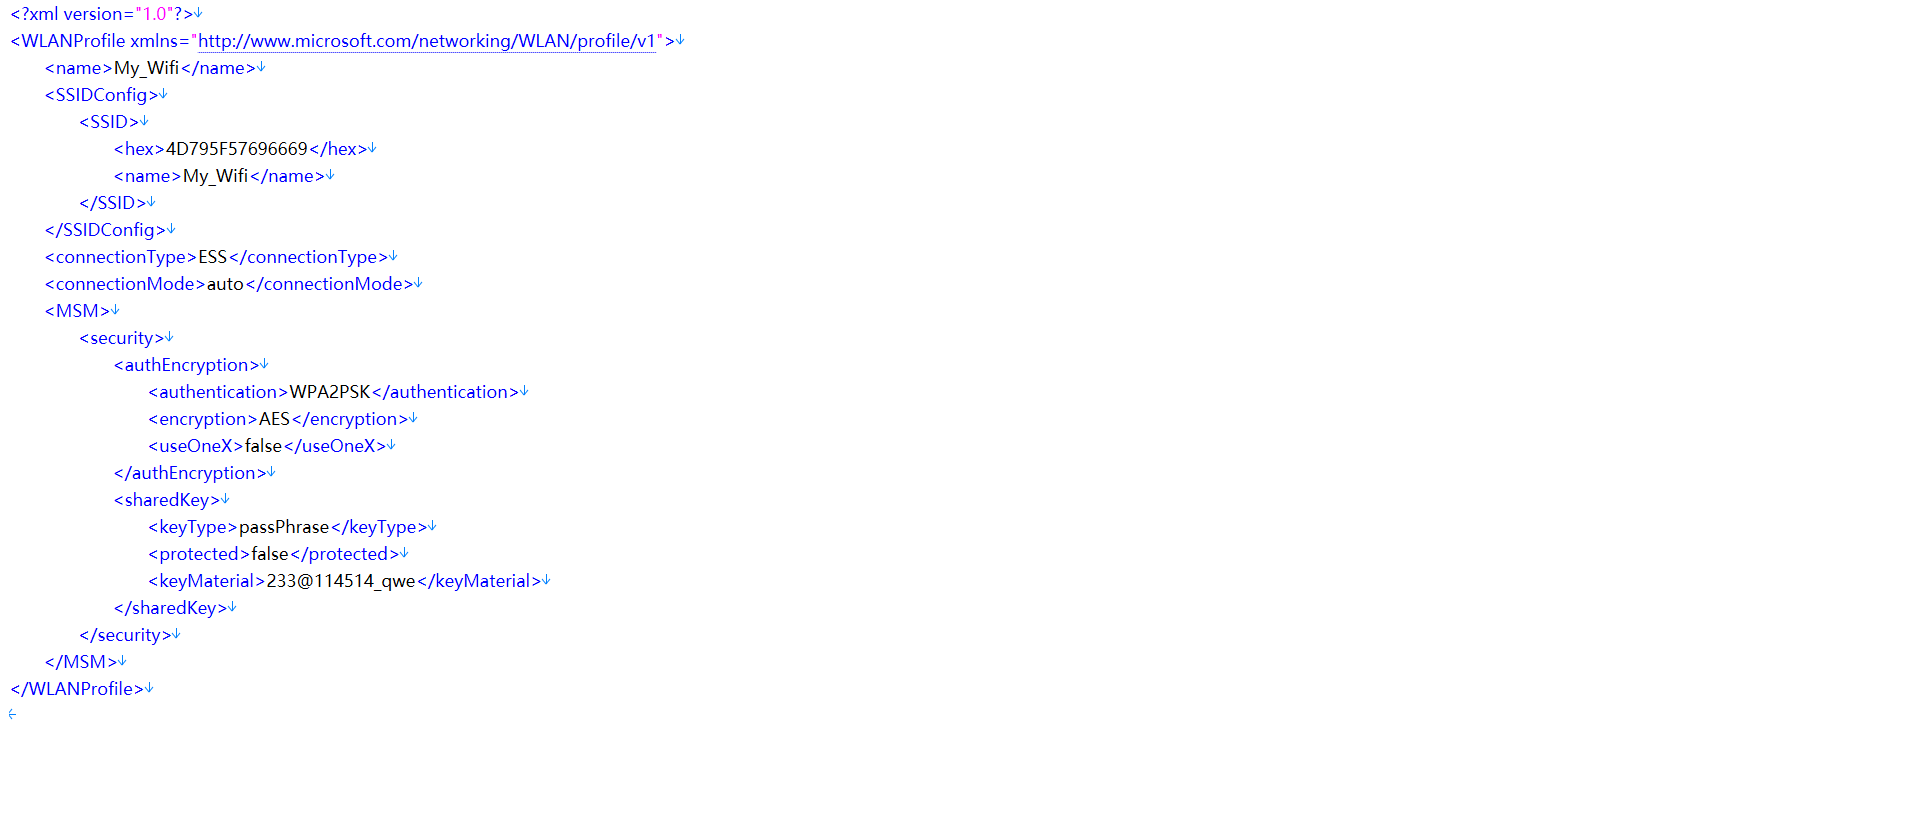 <?xml version="1.0"?>↓
<WLANProfile xmlns="http://www.microsoft.com/networking/WLAN/profile/v1">↓
<name>My_Wifi</name>↓
<SSIDConfig>↓
<SSID>↓
<hex>4D795F57696669</hex>↓
<name>My_Wifi</name>↓
</SSID>↓
</SSIDConfig>↓
<connectionType>ESS</connectionType>↓
<connectionMode>auto</connectionMode>↓
<MSM>↓
<security>↓
<authEncryption>↓
<authentication>WPA2PSK</authentication>↓
<encryption>AES</encryption>↓
<useOneX>false</useOneX>↓
</authEncryption>↓
<sharedKey>↓
<keyType>passPhrase</keyType>↓
<protected>false</protected>↓
<keyMaterial>233@114514_qwe</keyMaterial>↓
</sharedKey>↓
</security>↓
</MSM>↓
</WLANProfile>↓
←